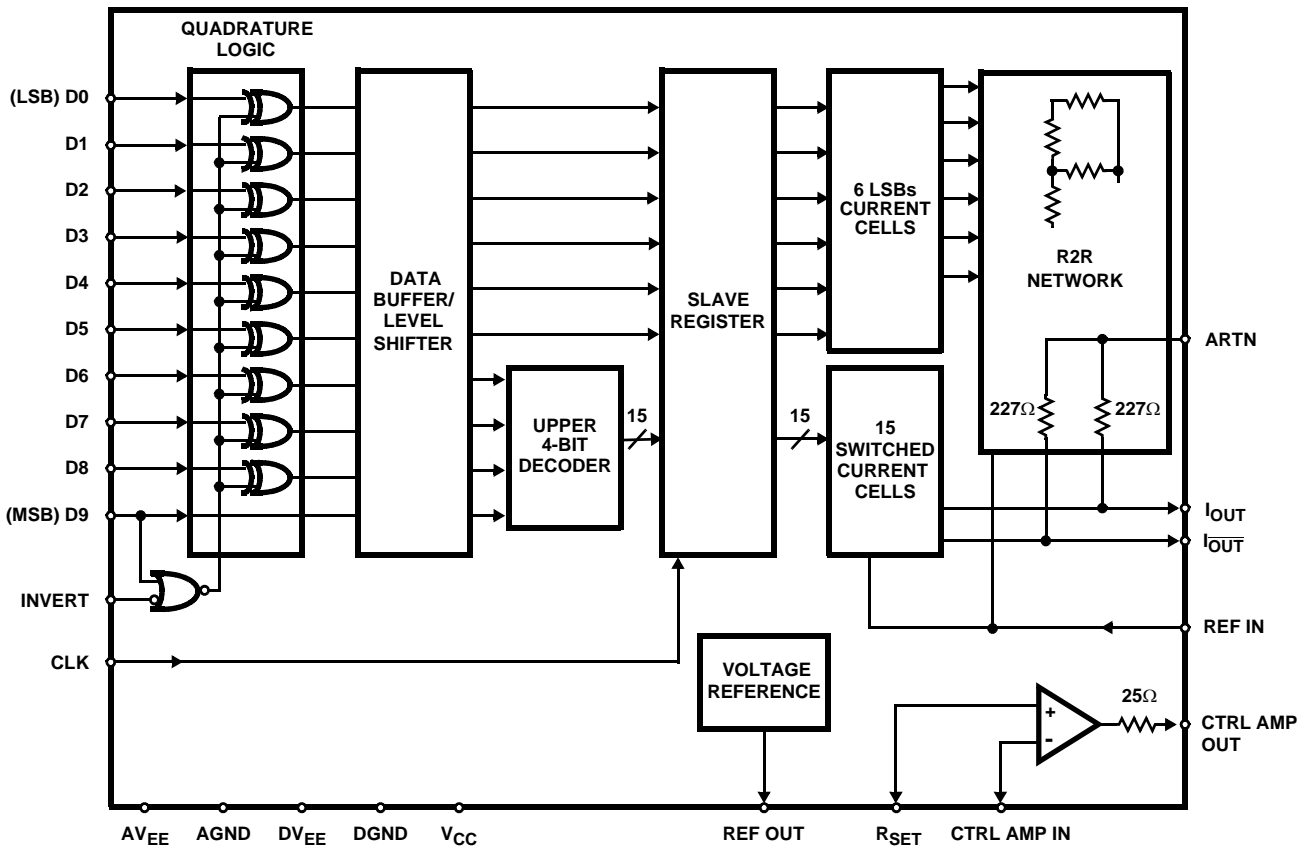 QUADRATURE
LOGIC
(LSB) D0
D1
D2
D3
D4
D5
D6
D7
D8
(MSB) D9
INVERT
CLK
DATA
BUFFER/
LEVEL
SHIFTER
UPPER
4-BIT
DECODER
15
SLAVE
REGISTER
15
6 LSBs
CURRENT
CELLS
15
SWITCHED
CURRENT
CELLS
R2R
NETWORK
227Ω
227Ω
ARTN
IOUT
I\overline{OUT}
REF IN
VOLTAGE
REFERENCE
+
-
25Ω
CTRL AMP
OUT
AVEE
AGND
DVEE
DGND
VCC
REF OUT
RSET
CTRL AMP IN